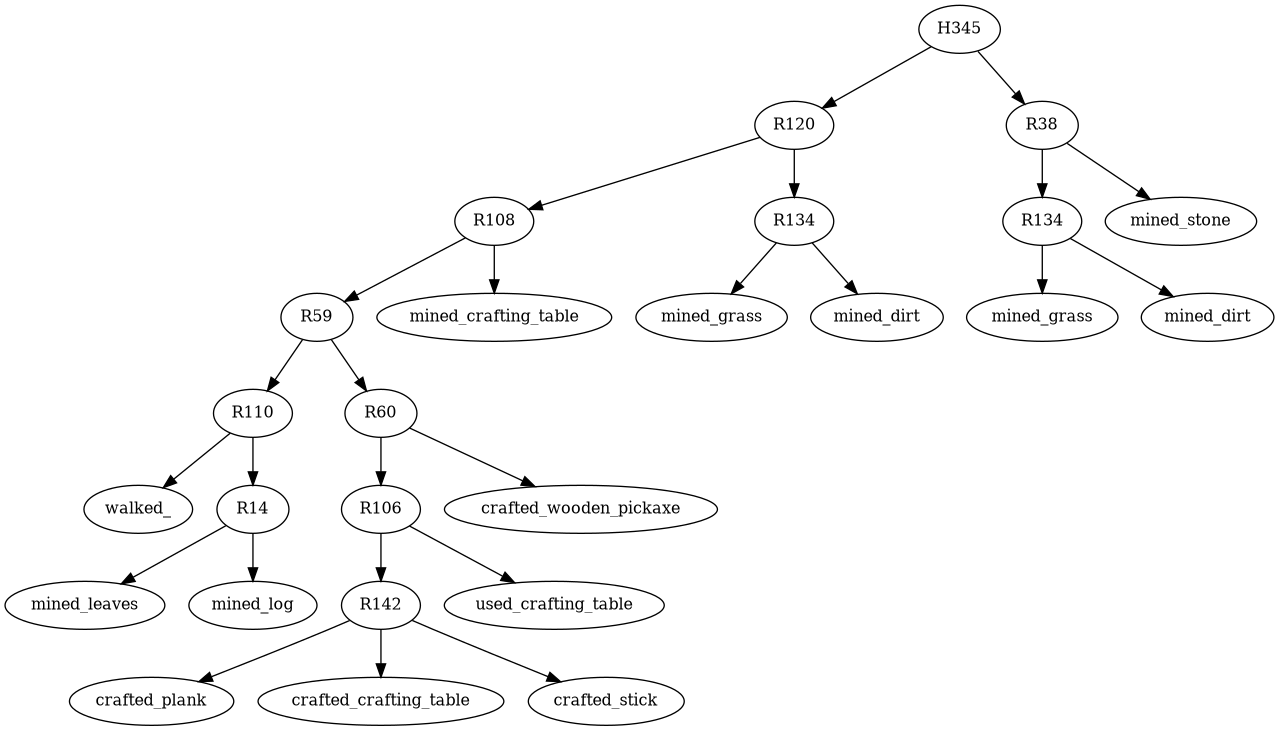 H345
R120
R38
R108
R134
R134
mined_stone
R59
mined_crafting_table
mined_grass
mined_dirt
mined_grass
mined_dirt
R110
R60
walked_
R14
R106
crafted_wooden_pickaxe
mined_leaves
mined_log
R142
used_crafting_table
crafted_plank
crafted_crafting_table
crafted_stick